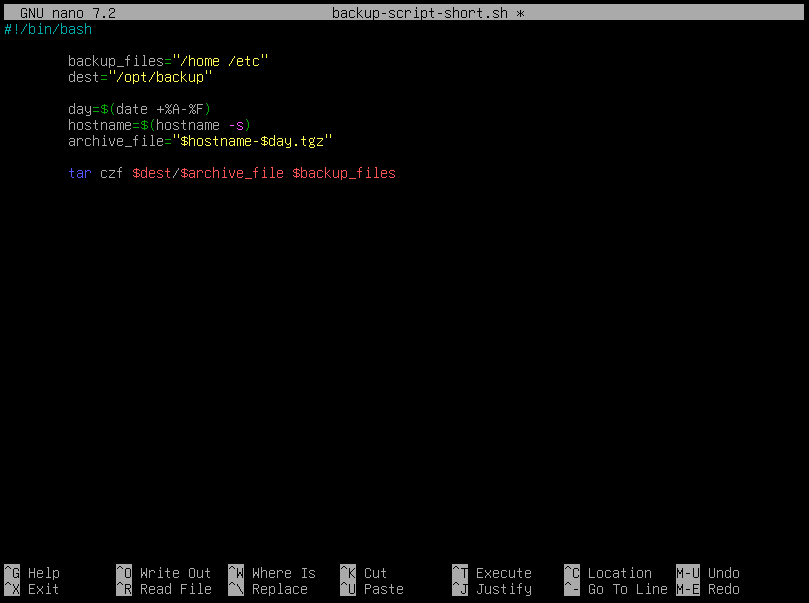 GNU nano 7.2 backup-script-short.sh *
#!/bin/bash
backup_files="/home /etc"
dest="/opt/backup"
day=$(date +%A-%F)
hostname=$(hostname -s)
archive_file="$hostname-$day.tgz"
tar czf $dest/$archive_file $backup_files
^G Help ^O Write Out ^W Where Is ^K Cut ^T Execute ^C Location M-U Undo
^X Exit ^R Read File ^\ Replace ^U Paste ^J Justify ^- Go To Line M-E Redo